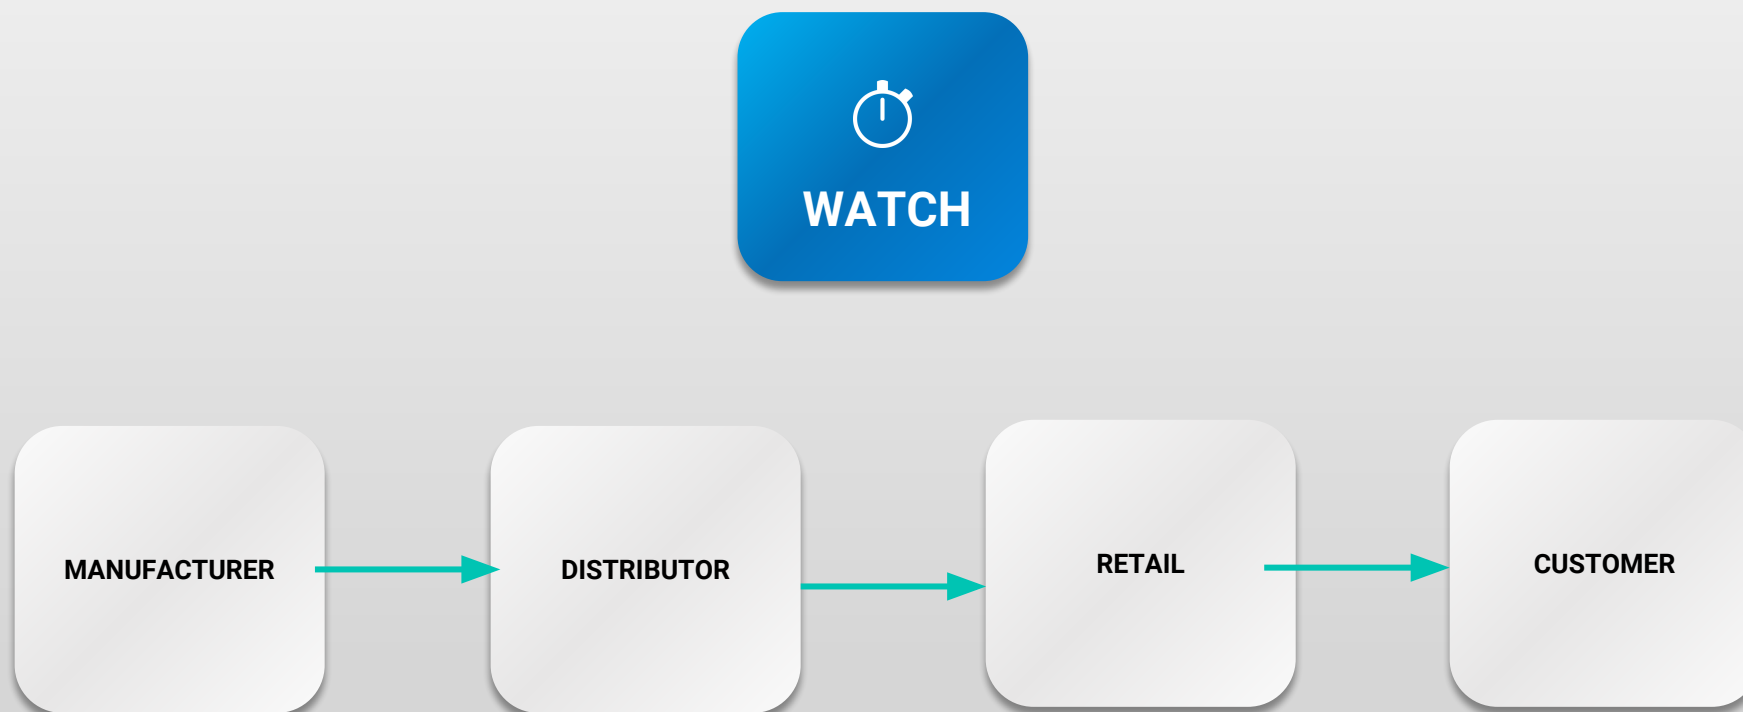 WATCH
MANUFACTURER
DISTRIBUTOR
RETAIL
CUSTOMER